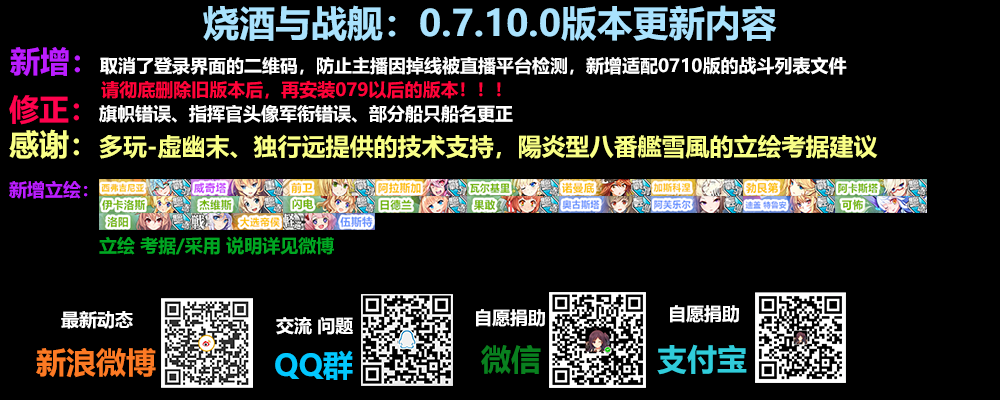 烧酒与战舰：0.7.10.0版本更新内容
新增：取消了登录界面的二维码，防止主播因掉线被直播平台检测，新增适配0710版的战斗列表文件
请彻底删除旧版本后，再安装079以后的版本！！！
修正：旗帜错误、指挥官头像军衔错误、部分船只船名更正
感谢：多玩-虚幽末、独行远提供的技术支持，陽炎型八番艦雪風的立绘考据建议
新增立绘：西弗吉尼亚 威奇塔 前卫 阿拉斯加 瓦尔基里 诺曼底 加斯科涅 勃艮第 阿卡斯塔
伊卡洛斯 杰维斯 闪电 日德兰 果敢 奥古斯塔 阿芙乐尔 迪盖 特鲁安 可怖
洛阳 大选帝侯 伍斯特
立绘 考据/采用 说明详见微博
最新动态 交流 问题 自愿捐助 自愿捐助
新浪微博 QQ群 微信 支付宝